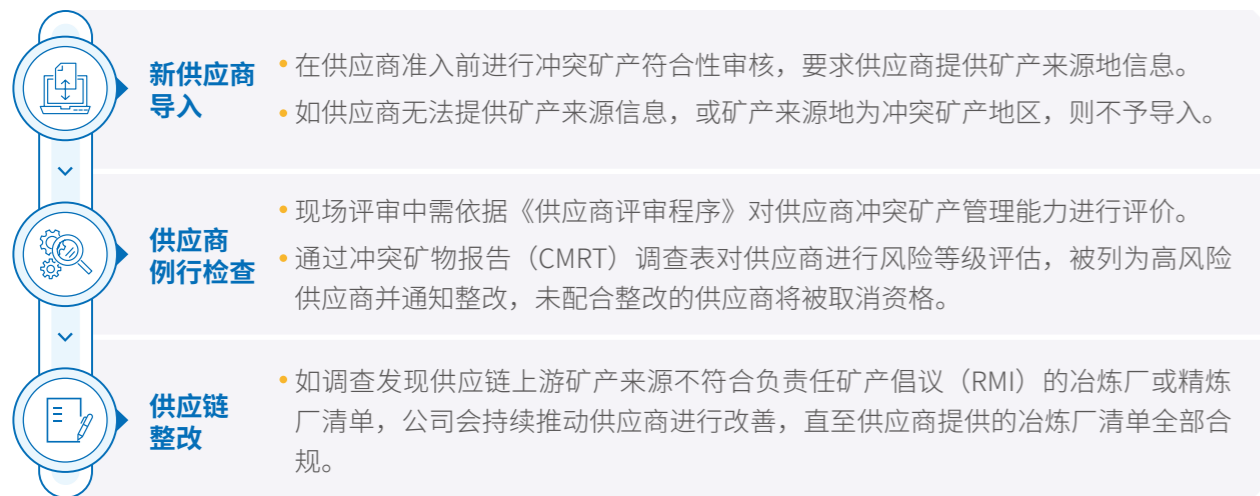 新供应商
导入
• 在供应商准入前进行冲突矿产符合性审核，要求供应商提供矿产来源地信息。
• 如供应商无法提供矿产来源信息，或矿产来源地为冲突矿产地区，则不予导入。
供应商
例行检查
• 现场评审中需依据《供应商评审程序》对供应商冲突矿产管理能力进行评价。
• 通过冲突矿物报告（CMRT）调查表对供应商进行风险等级评估，被列为高风险
供应商并通知整改，未配合整改的供应商将被取消资格。
供应链
整改
• 如调查发现供应链上游矿产来源不符合负责任矿产倡议（RMI）的冶炼厂或精炼
厂清单，公司会持续推动供应商进行改善，直至供应商提供的冶炼厂清单全部合
规。